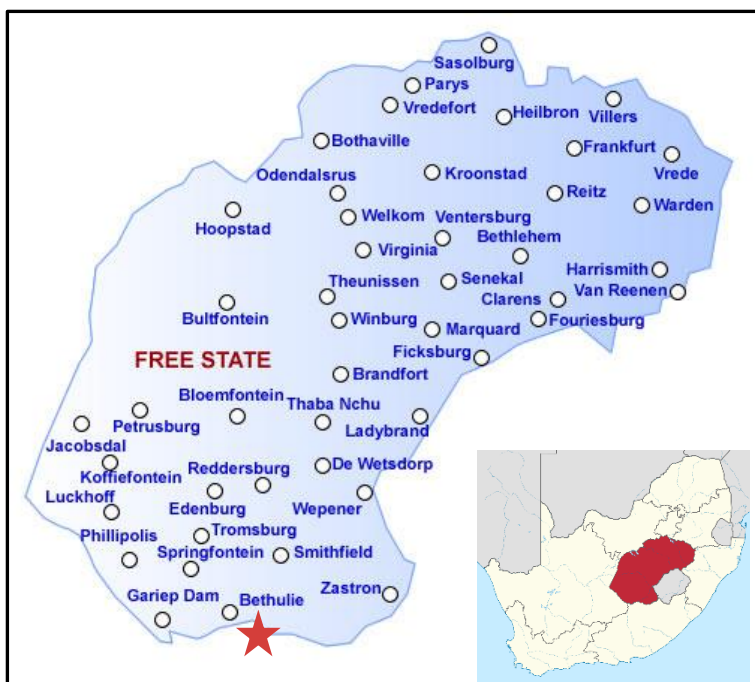 Sasolburg
Parys
Vredefort
Heilbron
Villers
Bothaville
Frankfurt
Vrede
Odendalsrus
Kroonstad
Reitz
Warden
Hoopstad
Welkom
Ventersburg
Virginia
Bethlehem
Harrismith
Theunissen
Senekal
Van Reenen
Clarens
Bultfontein
Winburg
Marquard
Fouriesburg
FREE STATE
Ficksburg
Brandfort
Bloemfontein
Thaba Nchu
Petrusburg
Ladybrand
Jacobsdal
Koffiefontein
Reddersburg
De Wetsdorp
Luckhoff
Edenburg
Wepener
Phillipolis
Tromsburg
Springfontein
Smithfield
Gariep Dam
Bethulie
Zastron